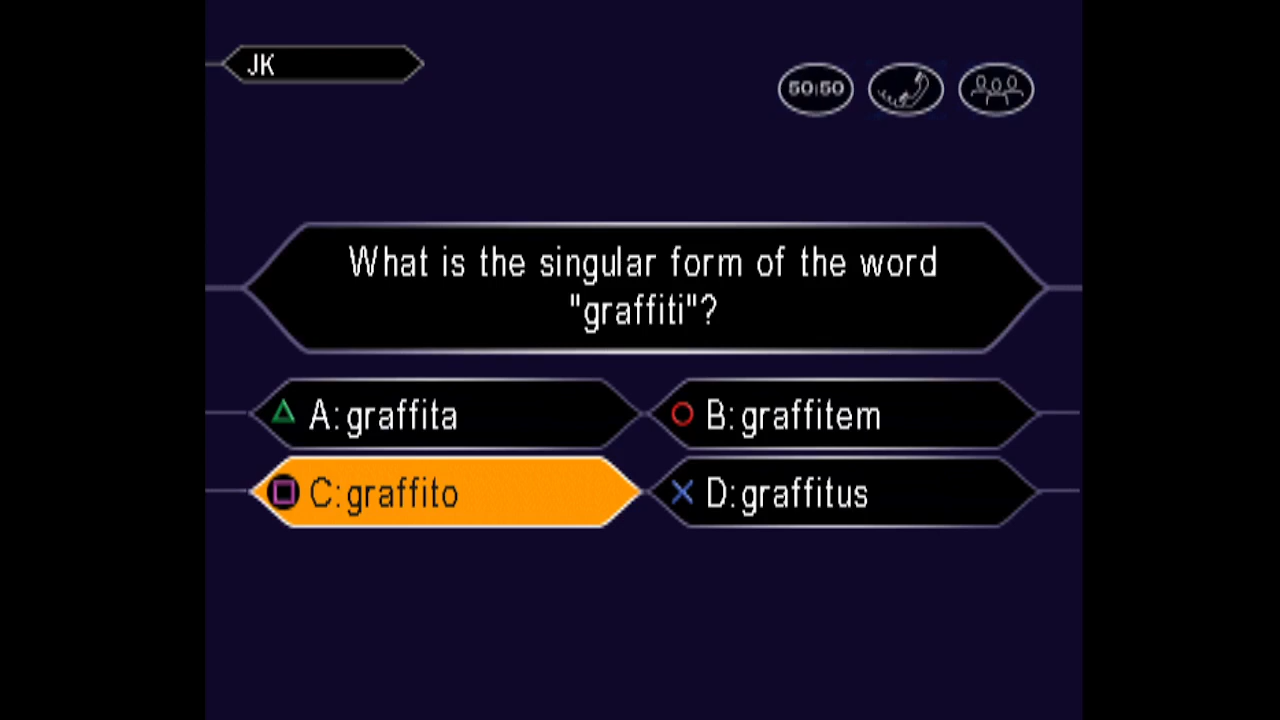 JK
50:50
What is the singular form of the word
"graffiti"?
A: graffita
B: graffitem
C: graffito
D: graffitus